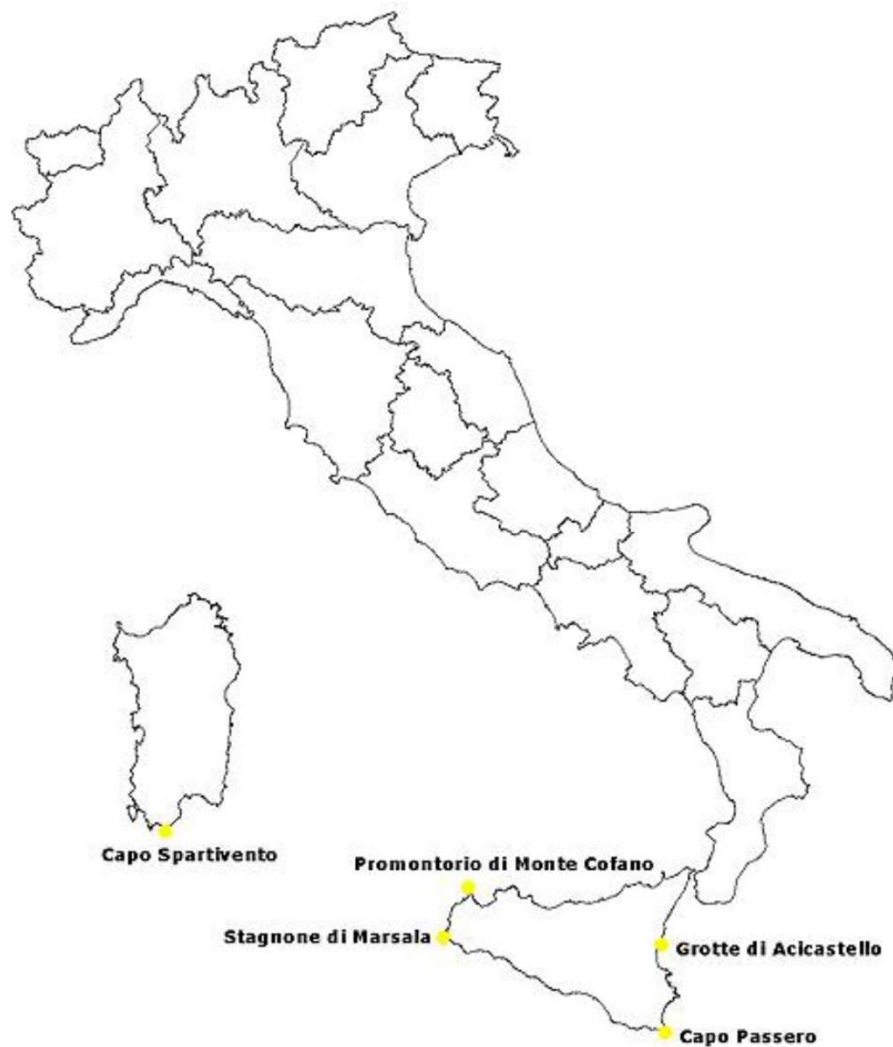 Capo Spartivento
Promontorio di Monte Cofano
Stagnone di Marsala
Grotte di Acicastello
Capo Passero